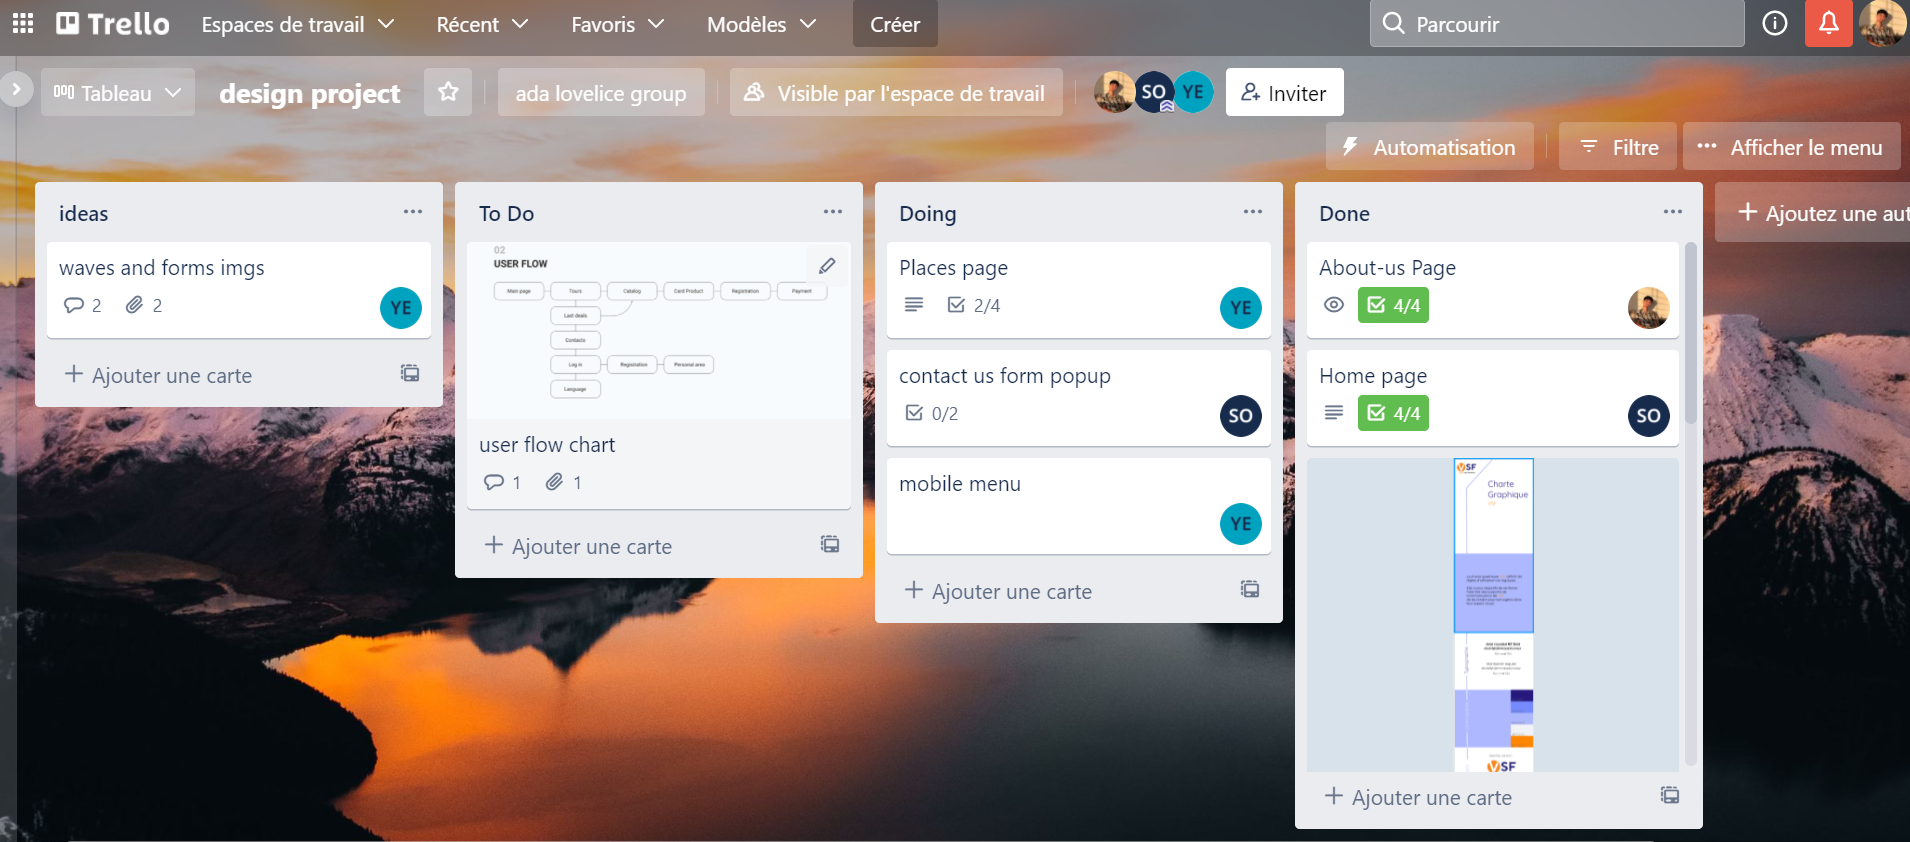 Trello
Espaces de travail
Récent
Favoris
Modèles
Créer
Parcourir
Tableau
design project
ada lovelice group
Visible par l'espace de travail
SO
YE
Inviter
Automatisation
Filtre
Afficher le menu
ideas
waves and forms imgs
2
2
YE
Ajouter une carte
To Do
02
USER FLOW
Main page
Tours
Catalog
Card Product
Registration
Payment
Last deals
Contacts
Log in
Registration
Personal area
Language
user flow chart
1
1
Ajouter une carte
Doing
Places page
2/4
YE
contact us form popup
0/2
SO
mobile menu
YE
Ajouter une carte
Done
About-us Page
4/4
Home page
4/4
SO
VSF
Charte
Graphique
VSF
Ajouter une carte
Ajoutez une aut